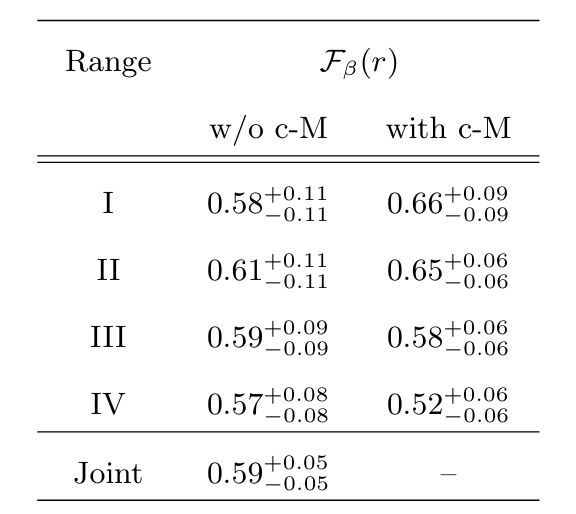 Range $\mathcal{F}_{\beta}(r)$
w/o c-M with c-M
I $0.58^{+0.11}_{-0.11}$ $0.66^{+0.09}_{-0.09}$
II $0.61^{+0.11}_{-0.11}$ $0.65^{+0.06}_{-0.06}$
III $0.59^{+0.09}_{-0.09}$ $0.58^{+0.06}_{-0.06}$
IV $0.57^{+0.08}_{-0.08}$ $0.52^{+0.06}_{-0.06}$
Joint $0.59^{+0.05}_{-0.05}$ –